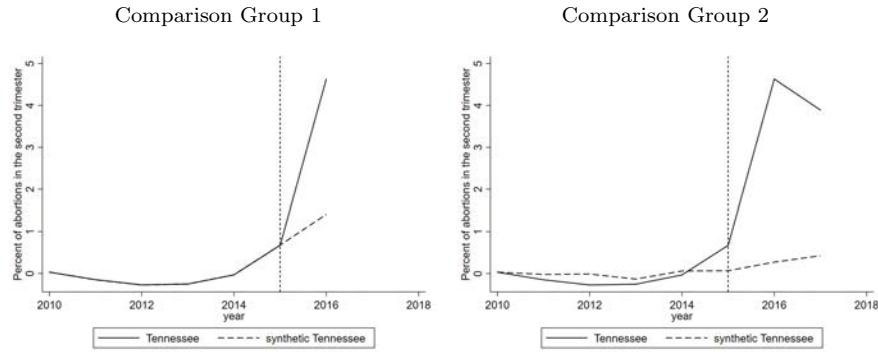 Comparison Group 1
Percent of abortions in the second trimester
5
4
3
2
1
0
2010 2012 2014 2016 2018
year
Tennessee synthetic Tennessee
Comparison Group 2
Percent of abortions in the second trimester
5
4
3
2
1
0
2010 2012 2014 2016 2018
year
Tennessee synthetic Tennessee